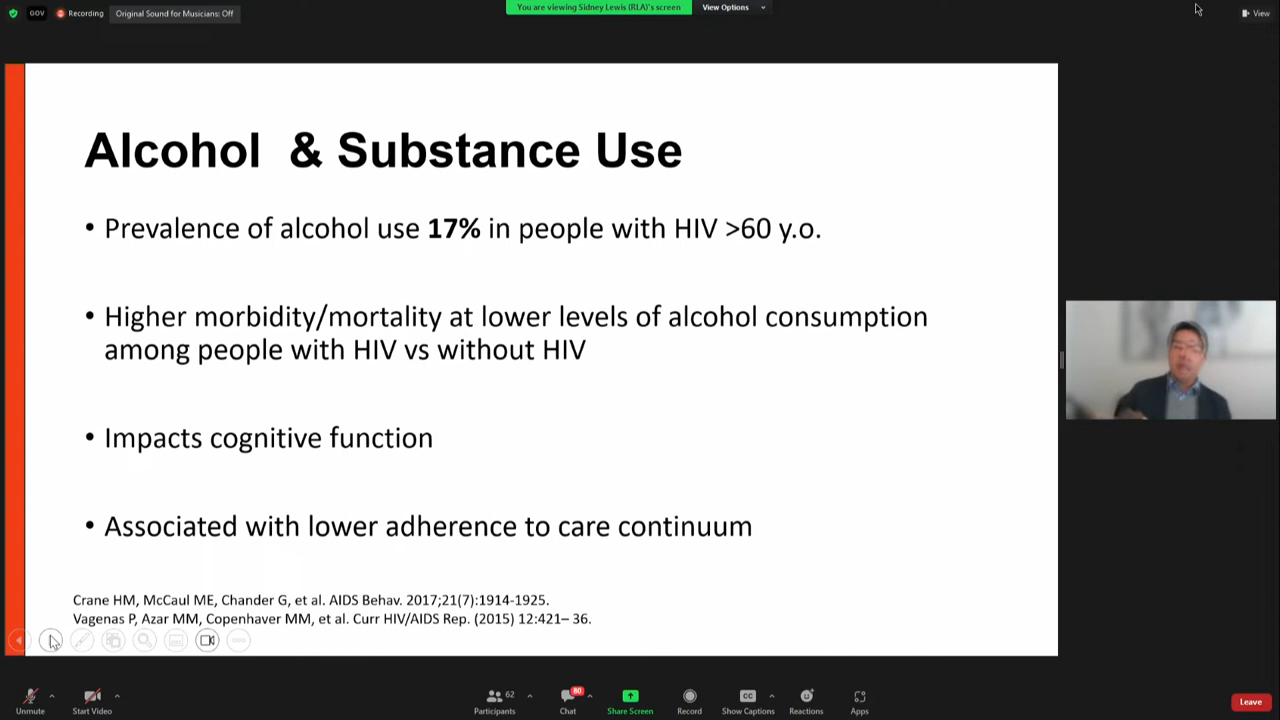 GOV
Recording
Original Sound for Musicians: Off
You are viewing Sidney Lewis (RLA)'s screen
View Options
View
Alcohol & Substance Use
• Prevalence of alcohol use 17% in people with HIV >60 y.o.
• Higher morbidity/mortality at lower levels of alcohol consumption
among people with HIV vs without HIV
• Impacts cognitive function
• Associated with lower adherence to care continuum
Crane HM, McCaul ME, Chander G, et al. AIDS Behav. 2017;21(7):1914-1925.
Vagenas P, Azar MM, Copenhaver MM, et al. Curr HIV/AIDS Rep. (2015) 12:421– 36.
Unmute
Start Video
62
Participants
80
Chat
Share Screen
Record
CC
Show Captions
Reactions
Apps
Leave